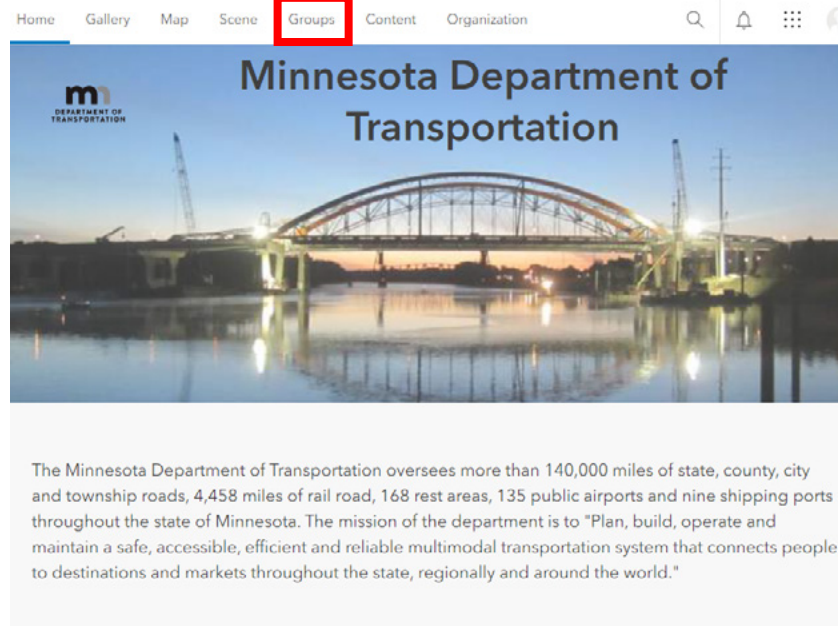 Home Gallery Map Scene Groups Content Organization
Minnesota Department of
Transportation
mn
DEPARTMENT OF
TRANSPORTATION
The Minnesota Department of Transportation oversees more than 140,000 miles of state, county, city
and township roads, 4,458 miles of rail road, 168 rest areas, 135 public airports and nine shipping ports
throughout the state of Minnesota. The mission of the department is to "Plan, build, operate and
maintain a safe, accessible, efficient and reliable multimodal transportation system that connects people
to destinations and markets throughout the state, regionally and around the world."